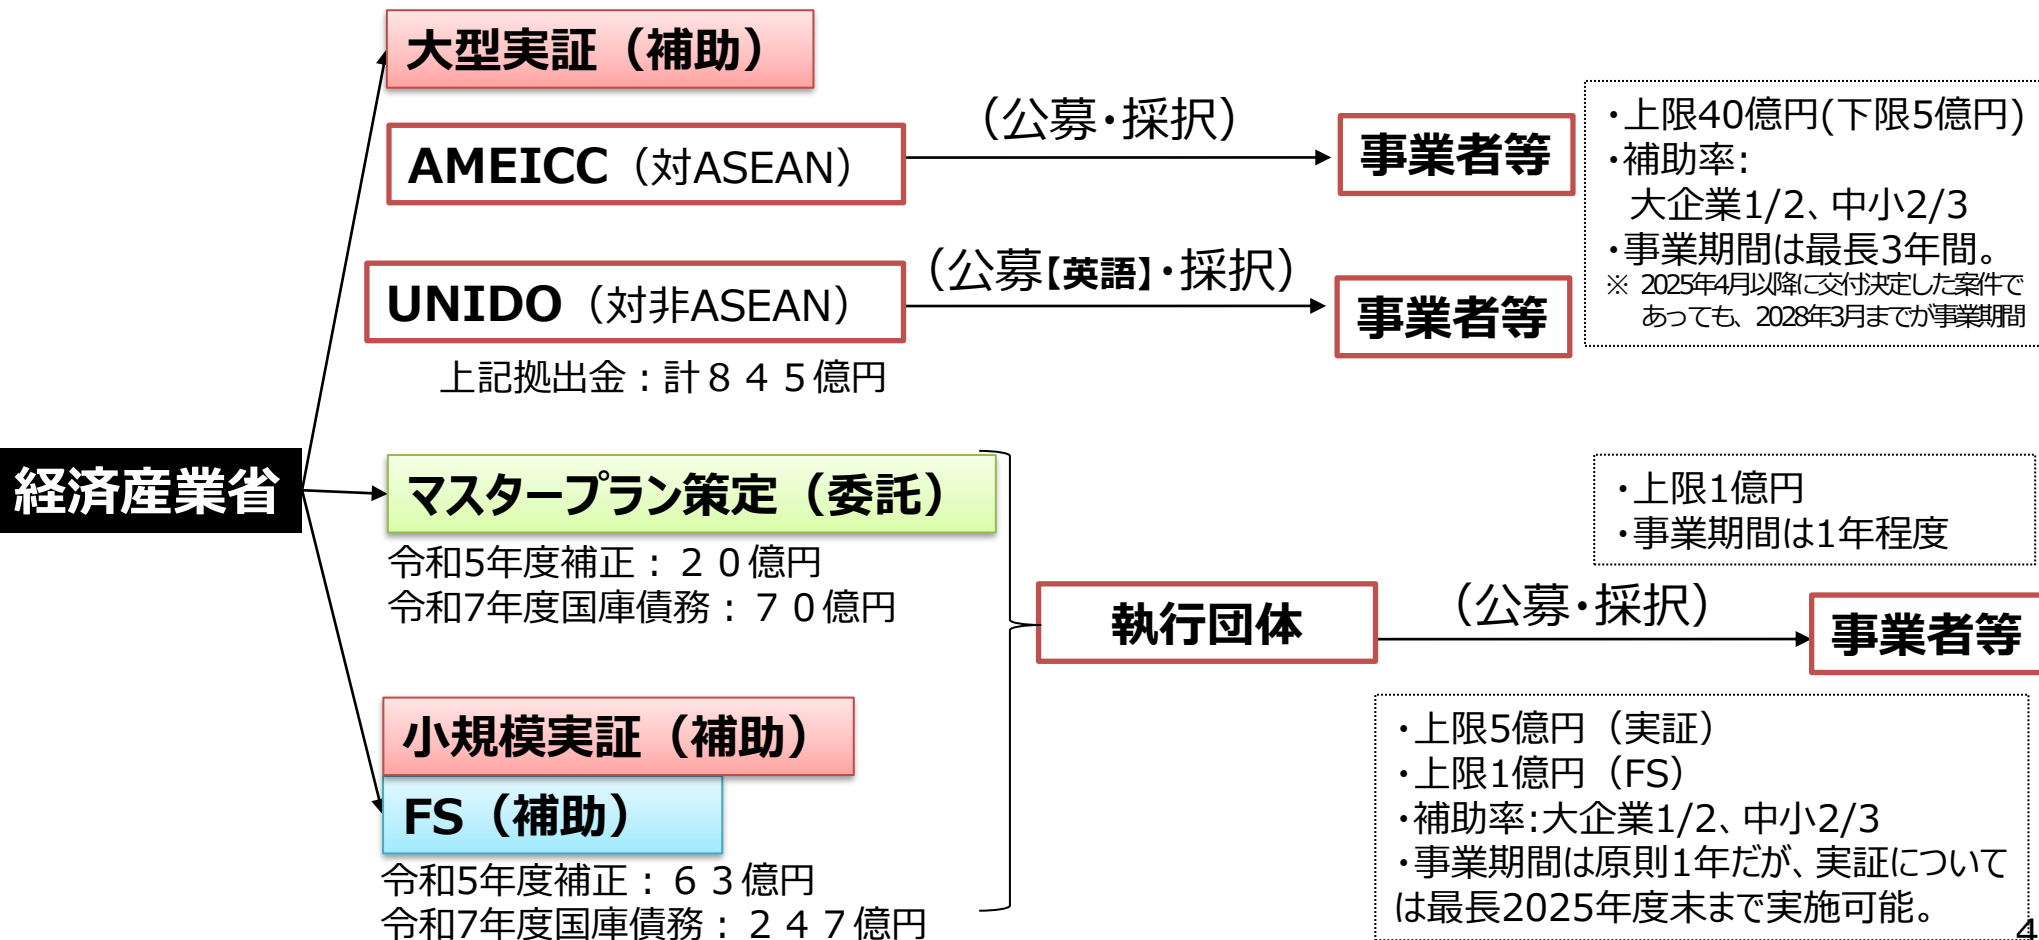 大型実証（補助）
AMEICC（対ASEAN）
（公募・採択）
事業者等
・上限40億円(下限5億円)
・補助率:
大企業1/2、中小2/3
・事業期間は最長3年間。
※ 2025年4月以降に交付決定した案件で
あっても、2028年3月までが事業期間
UNIDO（対非ASEAN）
（公募【英語】・採択）
事業者等
上記拠出金：計８４５億円
経済産業省
マスタープラン策定（委託）
令和5年度補正：２０億円
令和7年度国庫債務：７０億円
・上限1億円
・事業期間は1年程度
執行団体
（公募・採択）
事業者等
小規模実証（補助）
FS（補助）
令和5年度補正：６３億円
令和7年度国庫債務：２４７億円
・上限5億円（実証）
・上限1億円（FS）
・補助率:大企業1/2、中小2/3
・事業期間は原則1年だが、実証について
は最長2025年度末まで実施可能。
4